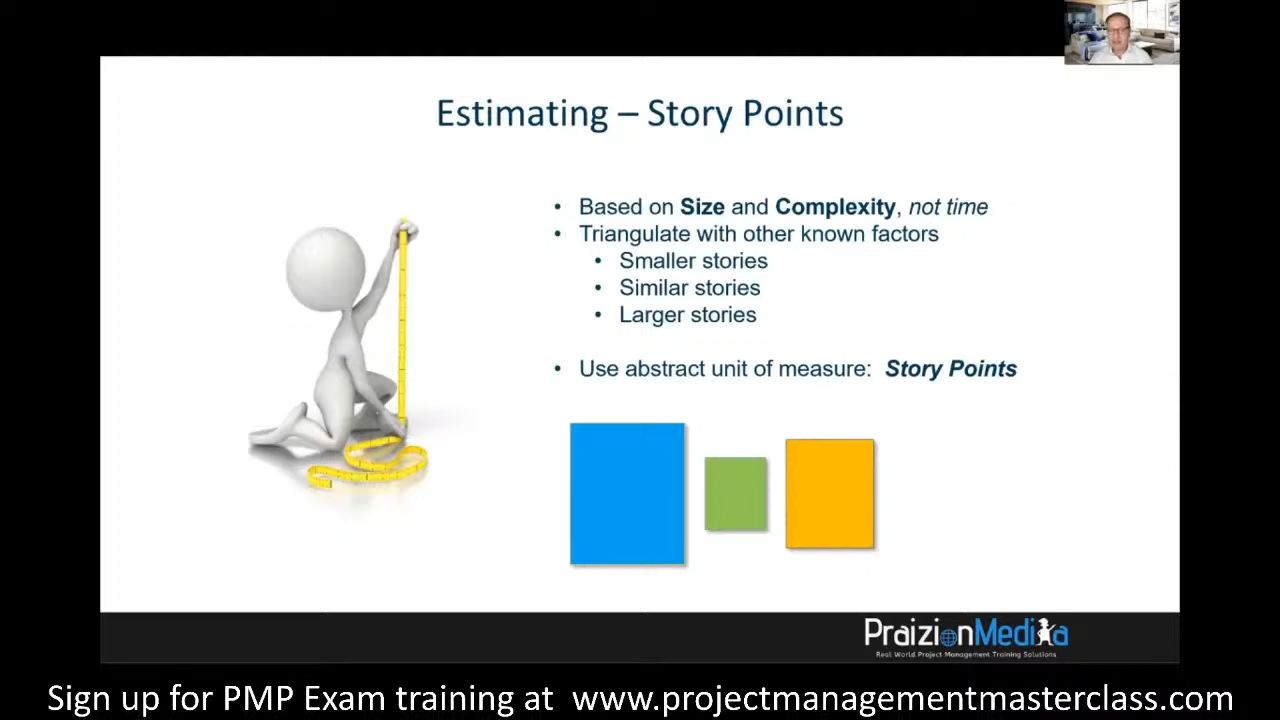 Estimating – Story Points
• Based on Size and Complexity, not time
• Triangulate with other known factors
• Smaller stories
• Similar stories
• Larger stories
• Use abstract unit of measure: Story Points
PraizionMedia
Real World Project Management Training Solutions
Sign up for PMP Exam training at www.projectmanagementmasterclass.com